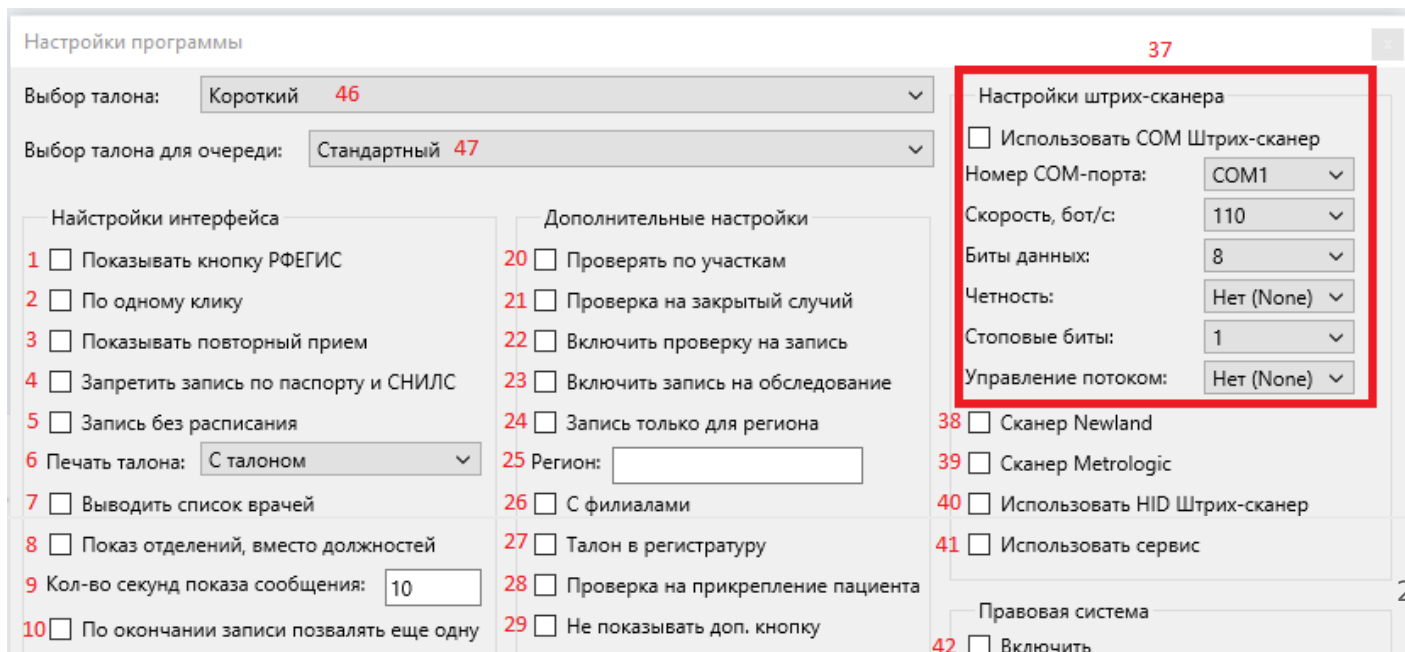 Настройки программы
37
x
Выбор талона: Короткий 46
Выбор талона для очереди: Стандартный 47
Найстройки интерфейса
1 Показывать кнопку РФЕГИС
2 По одному клику
3 Показывать повторный прием
4 Запретить запись по паспорту и СНИЛС
5 Запись без расписания
6 Печать талона: С талоном
7 Выводить список врачей
8 Показ отделений, вместо должностей
9 Кол-во секунд показа сообщения: 10
10 По окончании записи позвалять еще одну
Дополнительные настройки
20 Проверять по участкам
21 Проверка на закрытый случий
22 Включить проверку на запись
23 Включить запись на обследование
24 Запись только для региона
25 Регион:
26 С филиалами
27 Талон в регистратуру
28 Проверка на прикрепление пациента
29 Не показывать доп. кнопку
Настройки штрих-сканера
Использовать COM Штрих-сканер
Номер COM-порта: COM1
Скорость, бот/с: 110
Биты данных: 8
Четность: Нет (None)
Стоповые биты: 1
Управление потоком: Нет (None)
38 Сканер Newland
39 Сканер Metrologic
40 Использовать HID Штрих-сканер
41 Использовать сервис
Правовая система
42 Включить